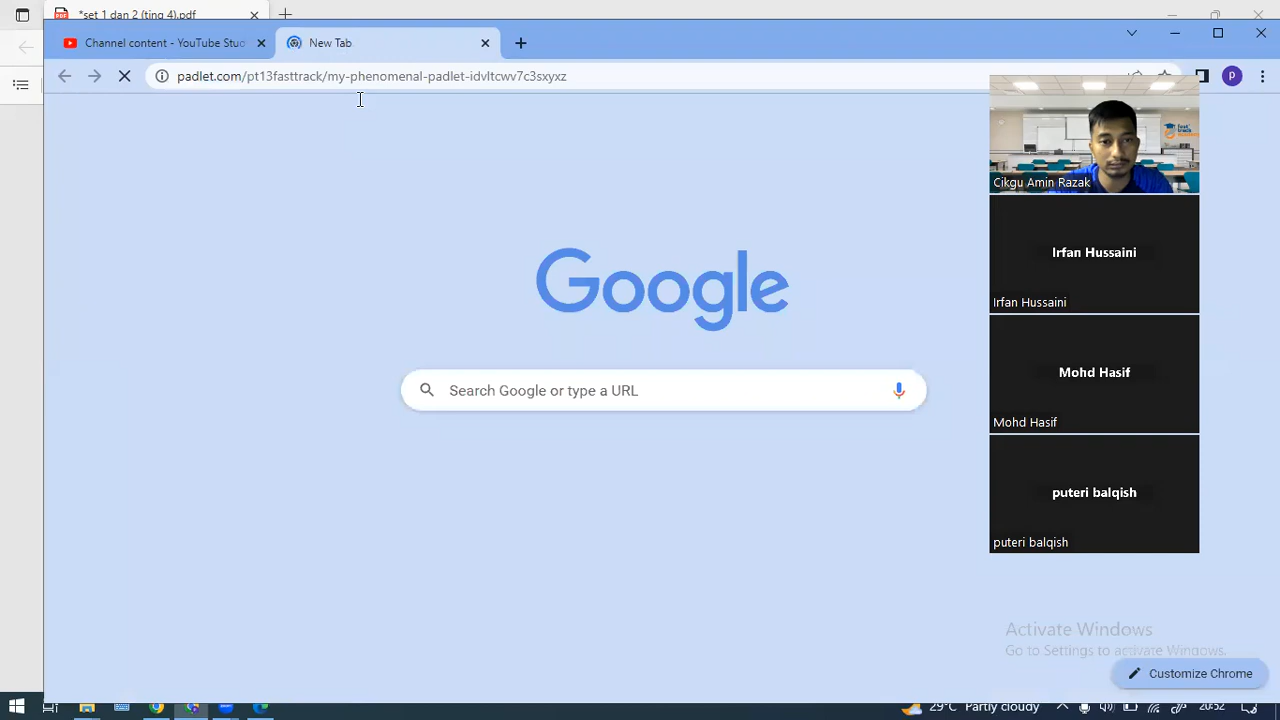 *set 1 dan 2 (ting 4).pdf
Channel content - YouTube Stud
New Tab
padlet.com/pt13fasttrack/my-phenomenal-padlet-idvltcwv7c3sxyxz
P
Google
Search Google or type a URL
Cikgu Amin Razak
Irfan Hussaini
Irfan Hussaini
Mohd Hasif
Mohd Hasif
puteri balqish
puteri balqish
Activate Windows
Go to Settings to activate Windows.
Customize Chrome
29°C Partly cloudy
20:52